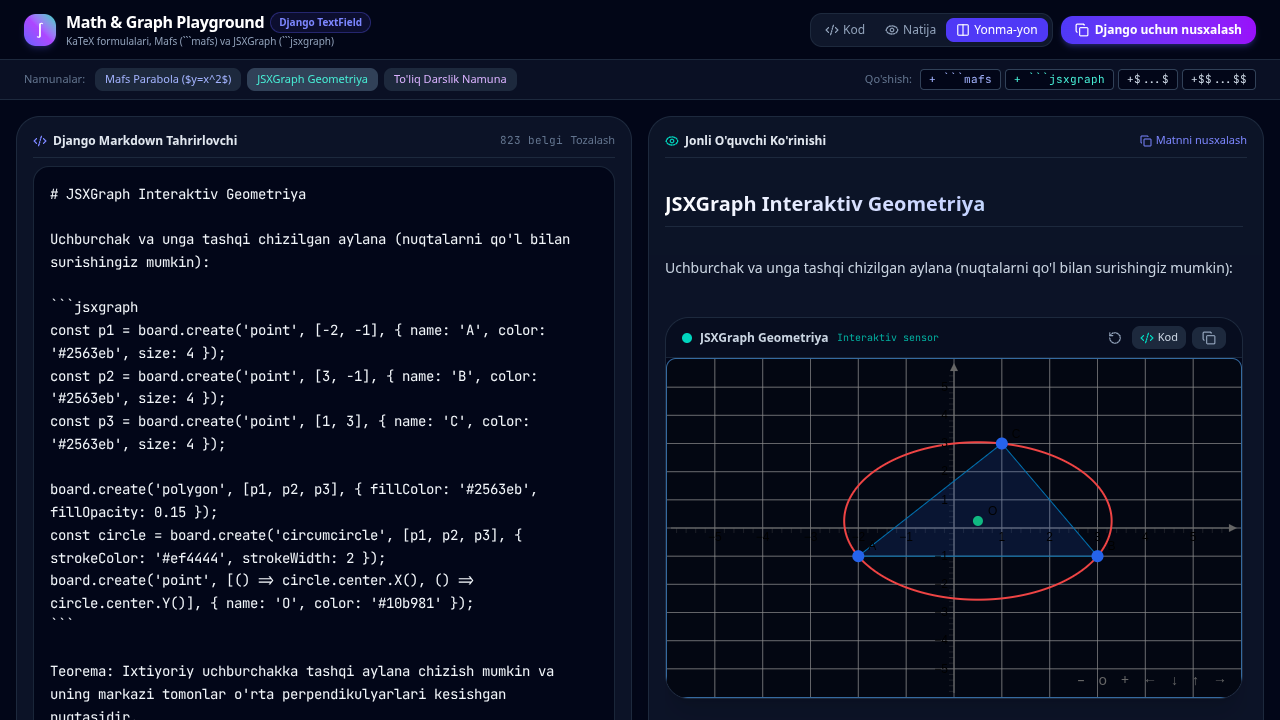 ∫ Math & Graph Playground Django TextField
KaTeX formulalari, Mafs (```mafs) va JSXGraph (```jsxgraph)
Kod Natija Yonma-yon Django uchun nusxalash
Namunalar: Mafs Parabola ($y=x^2$) JSXGraph Geometriya To'liq Darslik Namuna Qo'shish: + ```mafs + ```jsxgraph +$...$ +$$...$$
Django Markdown Tahrirlovchi 823 belgi Tozalash
# JSXGraph Interaktiv Geometriya
Uchburchak va unga tashqi chizilgan aylana (nuqtalarni qo'l bilan
surishingiz mumkin):
```jsxgraph
const p1 = board.create('point', [-2, -1], { name: 'A', color:
'#2563eb', size: 4 });
const p2 = board.create('point', [3, -1], { name: 'B', color:
'#2563eb', size: 4 });
const p3 = board.create('point', [1, 3], { name: 'C', color:
'#2563eb', size: 4 });
board.create('polygon', [p1, p2, p3], { fillColor: '#2563eb',
fillOpacity: 0.15 });
const circle = board.create('circumcircle', [p1, p2, p3], {
strokeColor: '#ef4444', strokeWidth: 2 });
board.create('point', [() => circle.center.X(), () =>
circle.center.Y()], { name: 'O', color: '#10b981' });
```
Teorema: Ixtiyoriy uchburchakka tashqi aylana chizish mumkin va
uning markazi tomonlar o'rta perpendikulyarlari kesishgan
nuqtasidir.
Jonli O'quvchi Ko'rinishi Matnni nusxalash
JSXGraph Interaktiv Geometriya
Uchburchak va unga tashqi chizilgan aylana (nuqtalarni qo'l bilan surishingiz mumkin):
JSXGraph Geometriya Interaktiv sensor Kod
O
− o + ← ↓ ↑ →